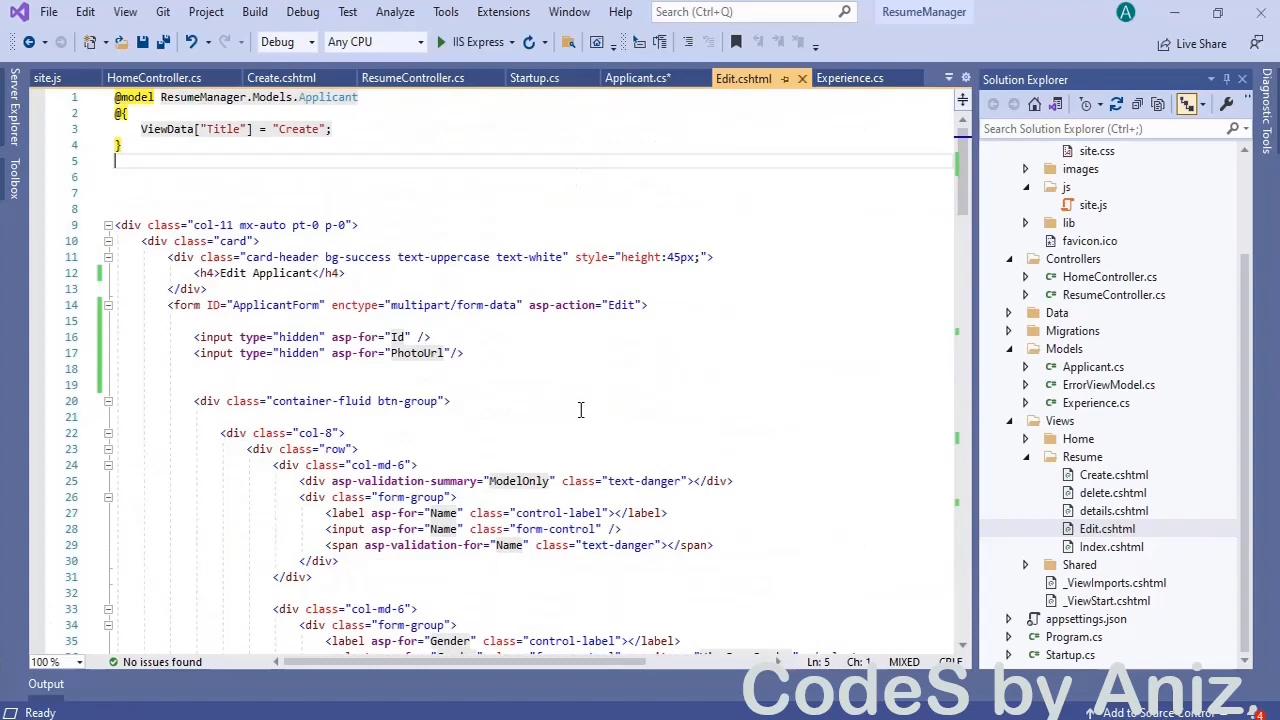 File Edit View Git Project Build Debug Test Analyze Tools Extensions Window Help Search (Ctrl+Q) ResumeManager A
Debug Any CPU IIS Express Live Share
site.js HomeController.cs Create.cshtml ResumeController.cs Startup.cs Applicant.cs* Edit.cshtml Experience.cs
Server Explorer
Toolbox
1 @model ResumeManager.Models.Applicant
2 @{
3 ViewData["Title"] = "Create";
4 }
5
6
7
8
9 <div class="col-11 mx-auto pt-0 p-0">
10 <div class="card">
11 <div class="card-header bg-success text-uppercase text-white" style="height:45px;">
12 <h4>Edit Applicant</h4>
13 </div>
14 <form ID="ApplicantForm" enctype="multipart/form-data" asp-action="Edit">
15
16 <input type="hidden" asp-for="Id" />
17 <input type="hidden" asp-for="PhotoUrl"/>
18
19
20 <div class="container-fluid btn-group">
21
22 <div class="col-8">
23 <div class="row">
24 <div class="col-md-6">
25 <div asp-validation-summary="ModelOnly" class="text-danger"></div>
26 <div class="form-group">
27 <label asp-for="Name" class="control-label"></label>
28 <input asp-for="Name" class="form-control" />
29 <span asp-validation-for="Name" class="text-danger"></span>
30 </div>
31 </div>
32
33 <div class="col-md-6">
34 <div class="form-group">
35 <label asp-for="Gender" class="control-label"></label>
100 % No issues found Ln: 5 Ch: 1 MIXED CRLF
Output
Ready Add to Source Control 4
Solution Explorer
Search Solution Explorer (Ctrl+;)
site.css
images
js
site.js
lib
favicon.ico
Controllers
HomeController.cs
ResumeController.cs
Data
Migrations
Models
Applicant.cs
ErrorViewModel.cs
Experience.cs
Views
Home
Resume
Create.cshtml
delete.cshtml
details.cshtml
Edit.cshtml
Index.cshtml
Shared
_ViewImports.cshtml
_ViewStart.cshtml
appsettings.json
Program.cs
Startup.cs
Diagnostic Tools
CodeS by Aniz